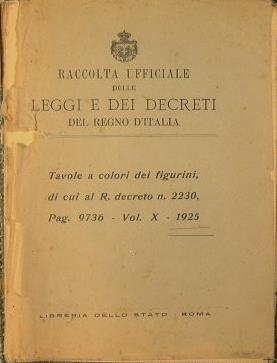 RACCOLTA UFFICIALE
DELLE
LEGGI E DEI DECRETI
DEL REGNO D'ITALIA
Tavole a colori dei figurini,
di cui al R. decreto n. 2230,
Pag. 9736 - Vol. X - 1925
LIBRERIA DELLO STATO - ROMA